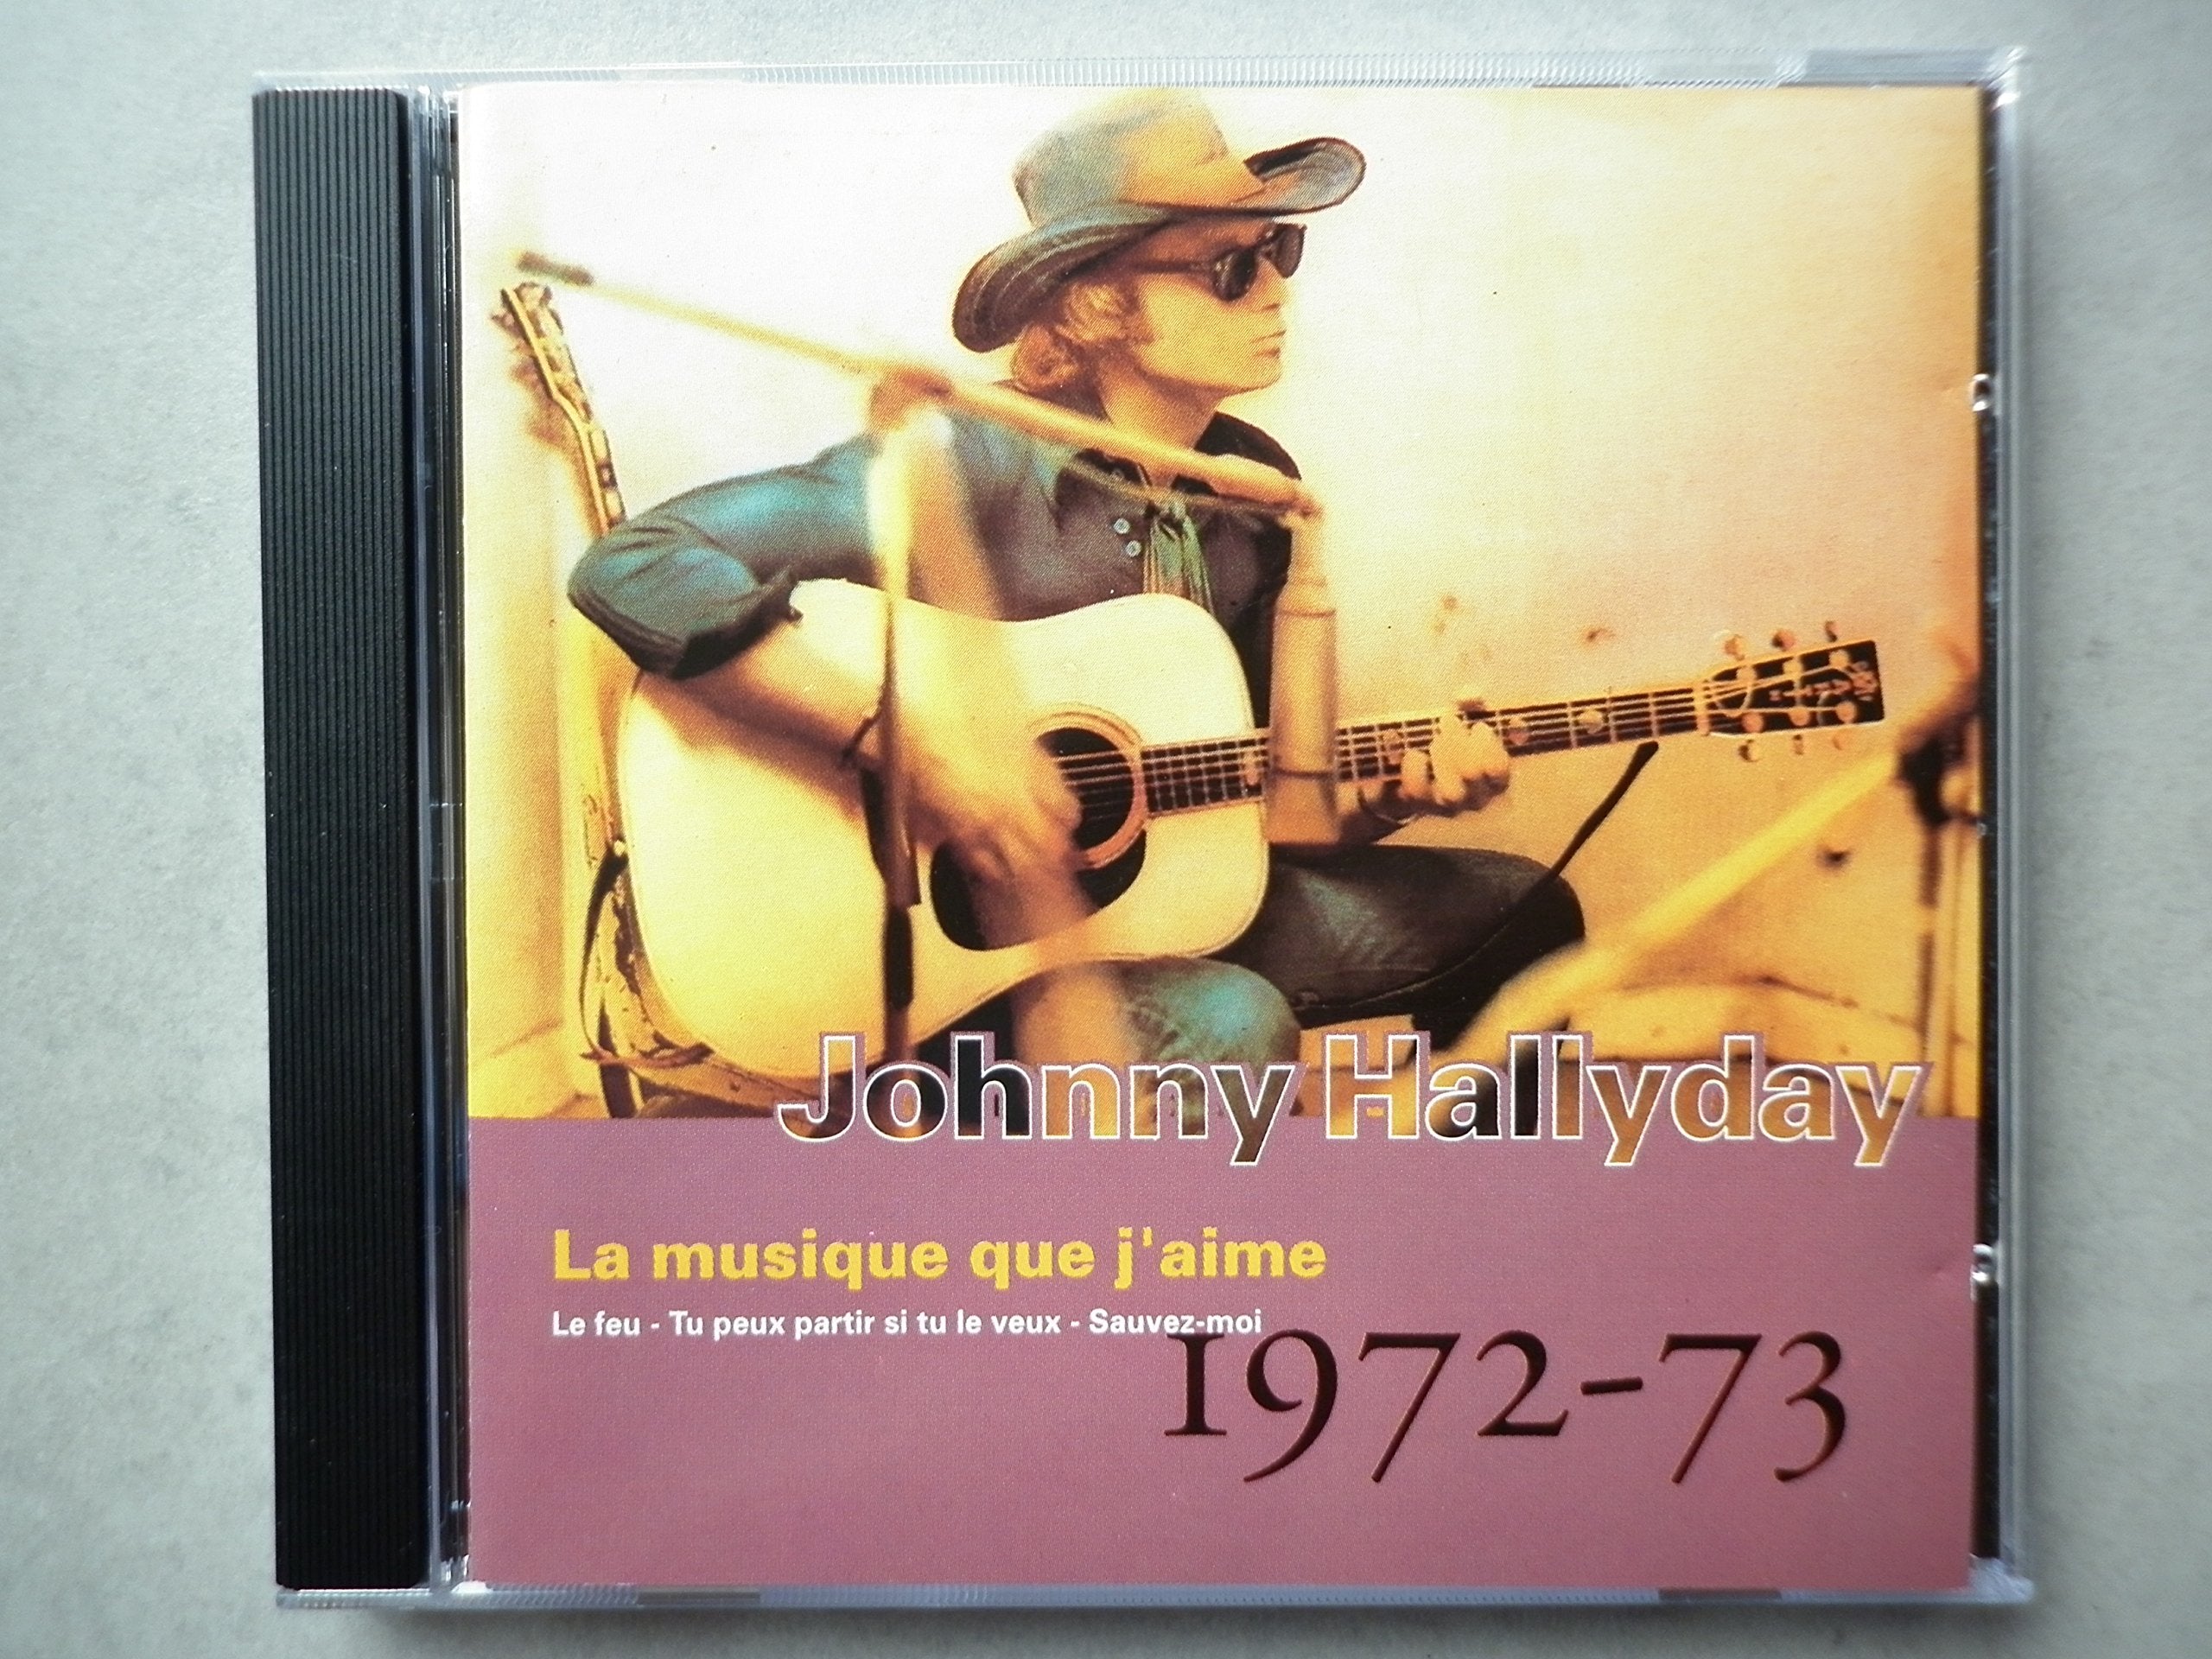 Johnny Hallyday
La musique que j'aime
Le feu - Tu peux partir si tu le veux - Sauvez-moi
1972-73